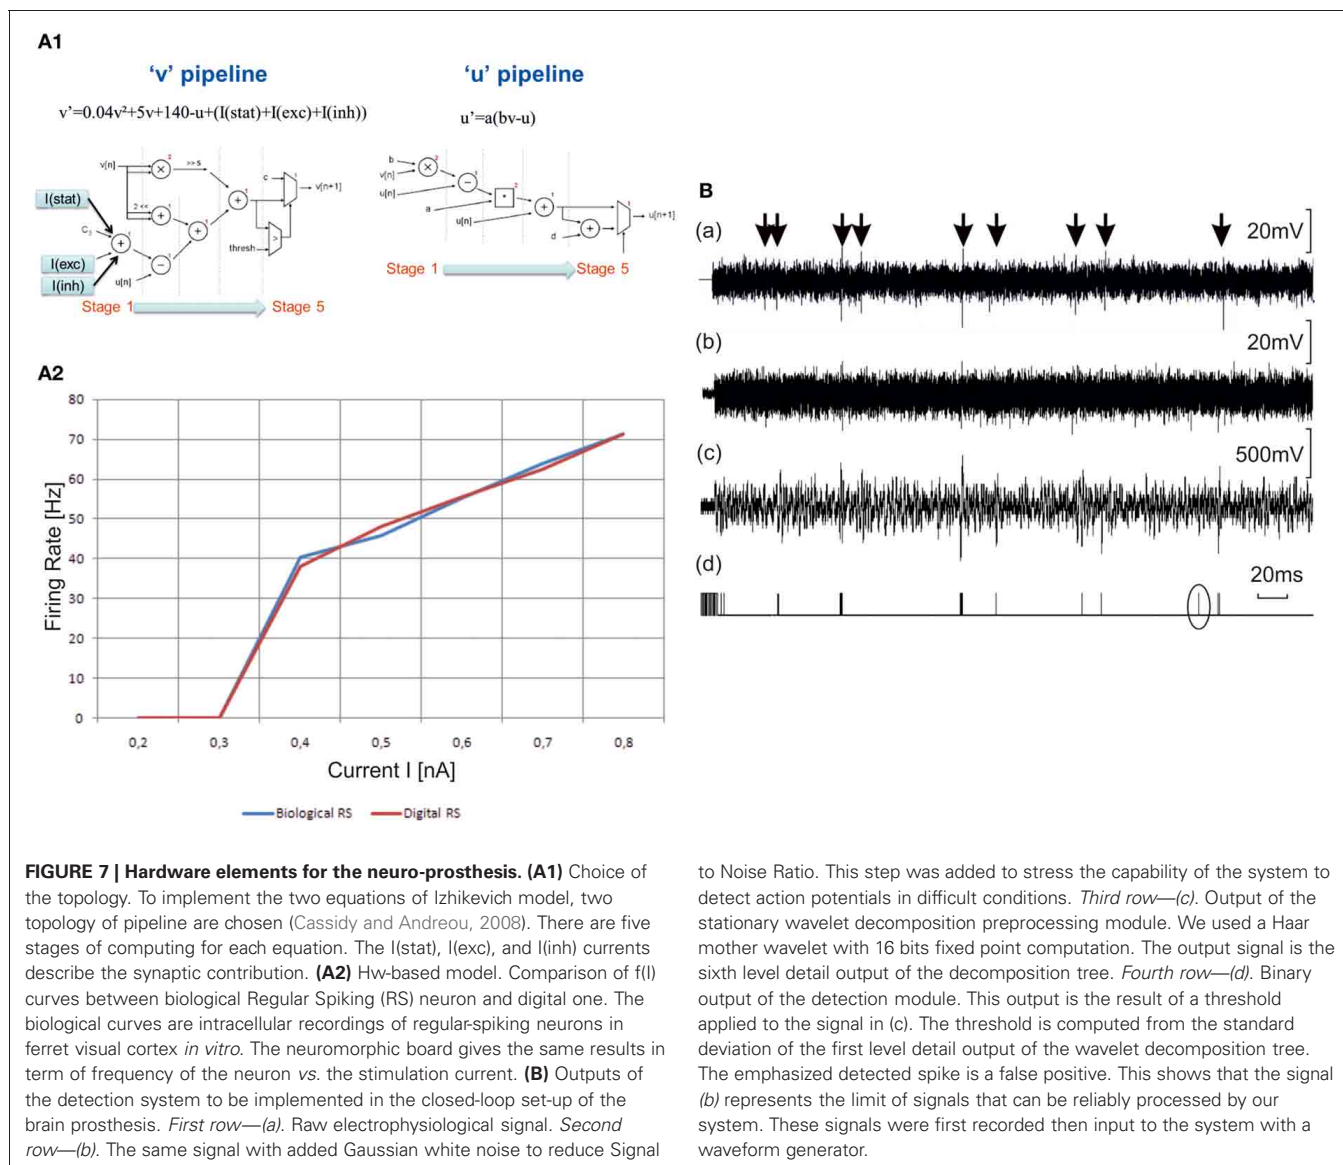 A1
‘v’ pipeline
‘u’ pipeline
v’=0.04v²+5v+140-u+(I(stat)+I(exc)+I(inh))
u’=a(bv-u)
v[n]
2
>> 5
I(stat)
2 <<
1
C
1
I(exc)
I(inh)
u[n]
1
1
1
c
1
v[n+1]
thresh
>
Stage 1
Stage 5
b
v[n]
2
u[n]
1
a
2
u[n]
1
d
1
1
u[n+1]
Stage 1
Stage 5
A2
80
70
60
50
40
30
20
10
0
Firing Rate [Hz]
0,2
0,3
0,4
0,5
0,6
0,7
0,8
Current I [nA]
Biological RS
Digital RS
B
(a)
20mV
(b)
20mV
(c)
500mV
(d)
20ms
FIGURE 7 | Hardware elements for the neuro-prosthesis. (A1) Choice of
the topology. To implement the two equations of Izhikevich model, two
topology of pipeline are chosen (Cassidy and Andreou, 2008). There are five
stages of computing for each equation. The I(stat), I(exc), and I(inh) currents
describe the synaptic contribution. (A2) Hw-based model. Comparison of f(I)
curves between biological Regular Spiking (RS) neuron and digital one. The
biological curves are intracellular recordings of regular-spiking neurons in
ferret visual cortex in vitro. The neuromorphic board gives the same results in
term of frequency of the neuron vs. the stimulation current. (B) Outputs of
the detection system to be implemented in the closed-loop set-up of the
brain prosthesis. First row—(a). Raw electrophysiological signal. Second
row—(b). The same signal with added Gaussian white noise to reduce Signal
to Noise Ratio. This step was added to stress the capability of the system to
detect action potentials in difficult conditions. Third row—(c). Output of the
stationary wavelet decomposition preprocessing module. We used a Haar
mother wavelet with 16 bits fixed point computation. The output signal is the
sixth level detail output of the decomposition tree. Fourth row—(d). Binary
output of the detection module. This output is the result of a threshold
applied to the signal in (c). The threshold is computed from the standard
deviation of the first level detail output of the wavelet decomposition tree.
The emphasized detected spike is a false positive. This shows that the signal
(b) represents the limit of signals that can be reliably processed by our
system. These signals were first recorded then input to the system with a
waveform generator.